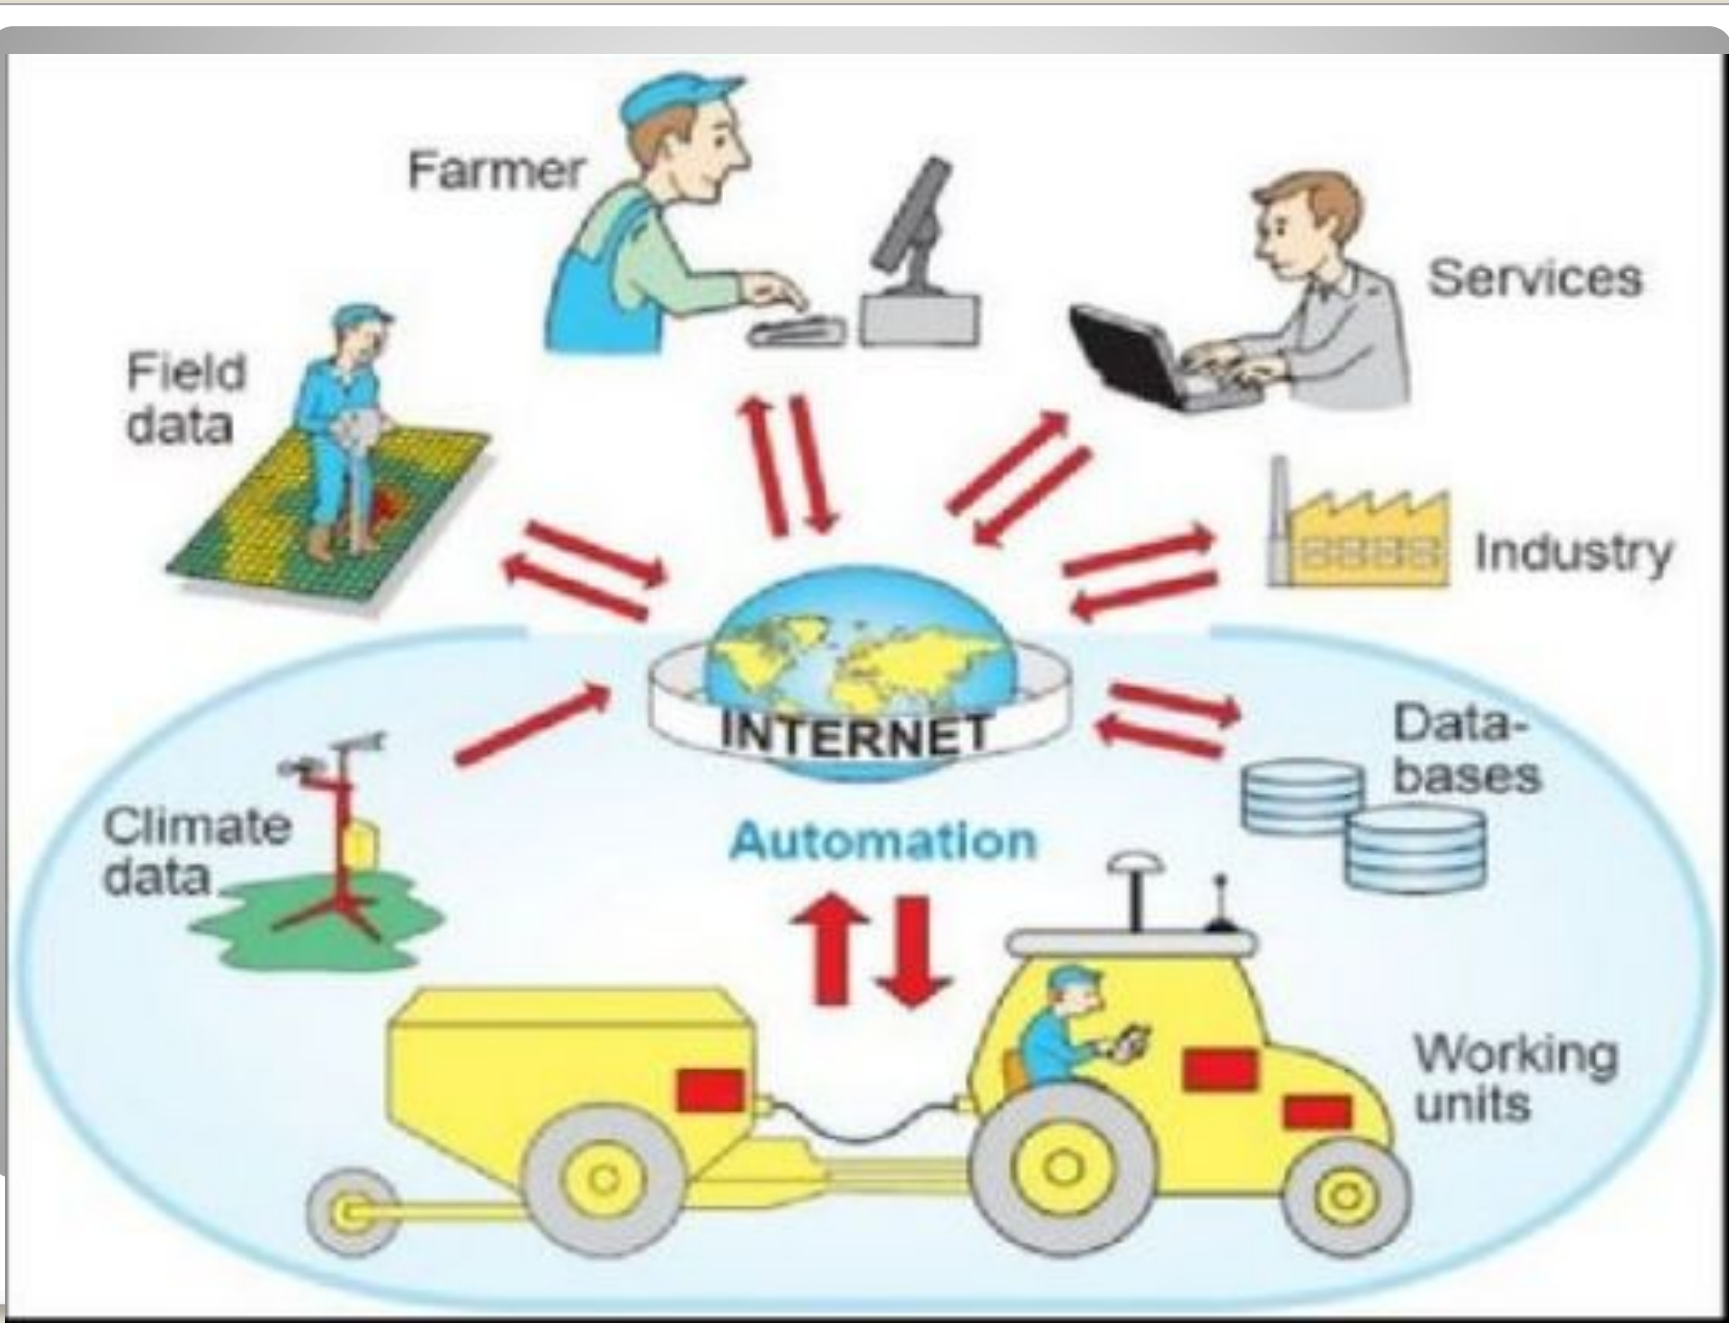 Farmer
Services
Field
data
Industry
INTERNET
Data-
bases
Climate
data
Automation
Working
units